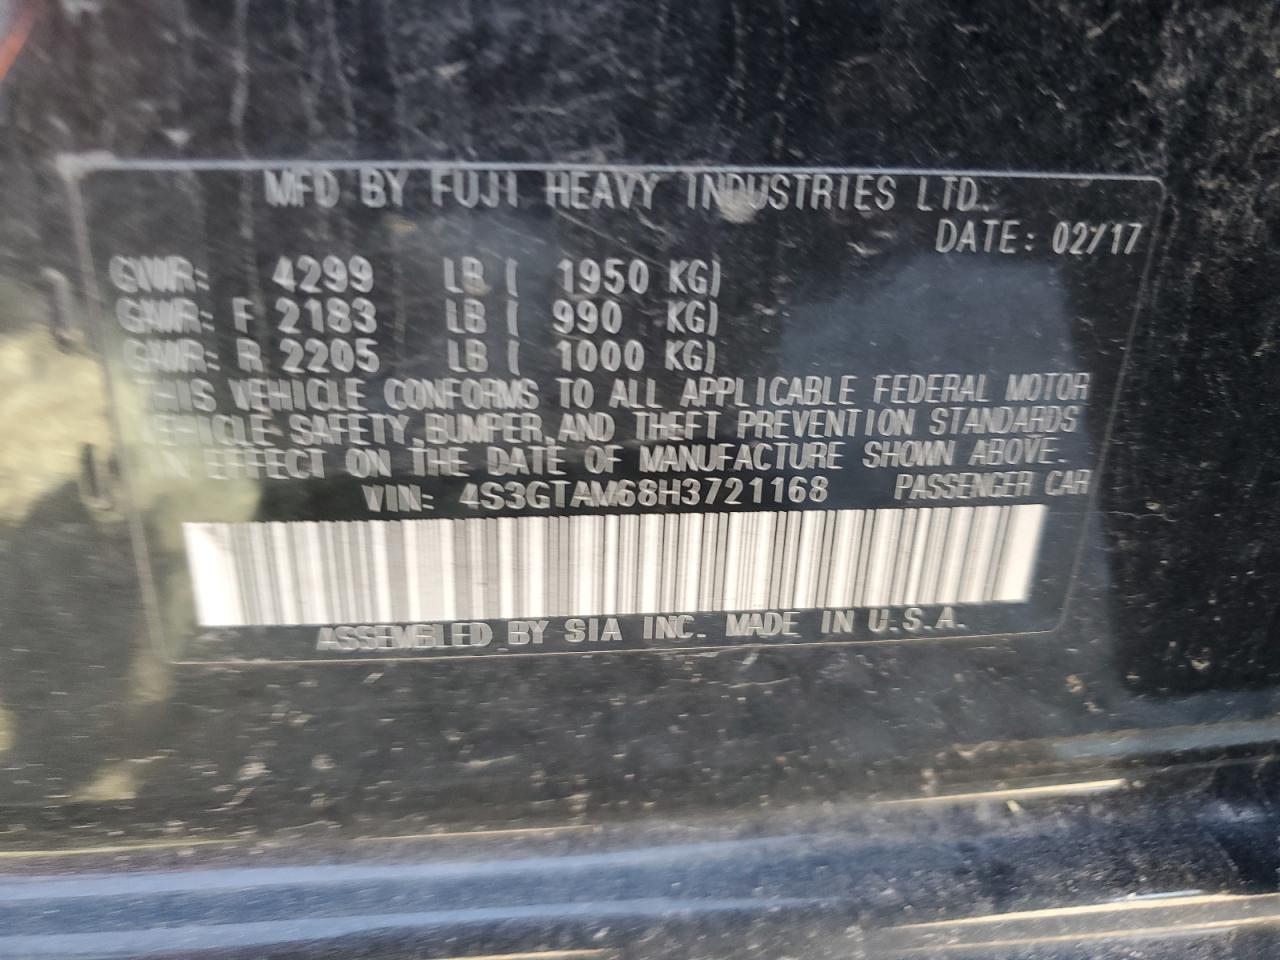 MFD BY FUJI HEAVY INDUSTRIES LTD.
DATE: 02/17
GVWR: 4299 LB ( 1950 KG)
GAWR: F 2183 LB ( 990 KG)
GAWR: R 2205 LB ( 1000 KG)
THIS VEHICLE CONFORMS TO ALL APPLICABLE FEDERAL MOTOR
VEHICLE SAFETY, BUMPER, AND THEFT PREVENTION STANDARDS
IN EFFECT ON THE DATE OF MANUFACTURE SHOWN ABOVE.
VIN: 4S3GTAM68H3721168 PASSENGER CAR
ASSEMBLED BY SIA INC. MADE IN U.S.A.